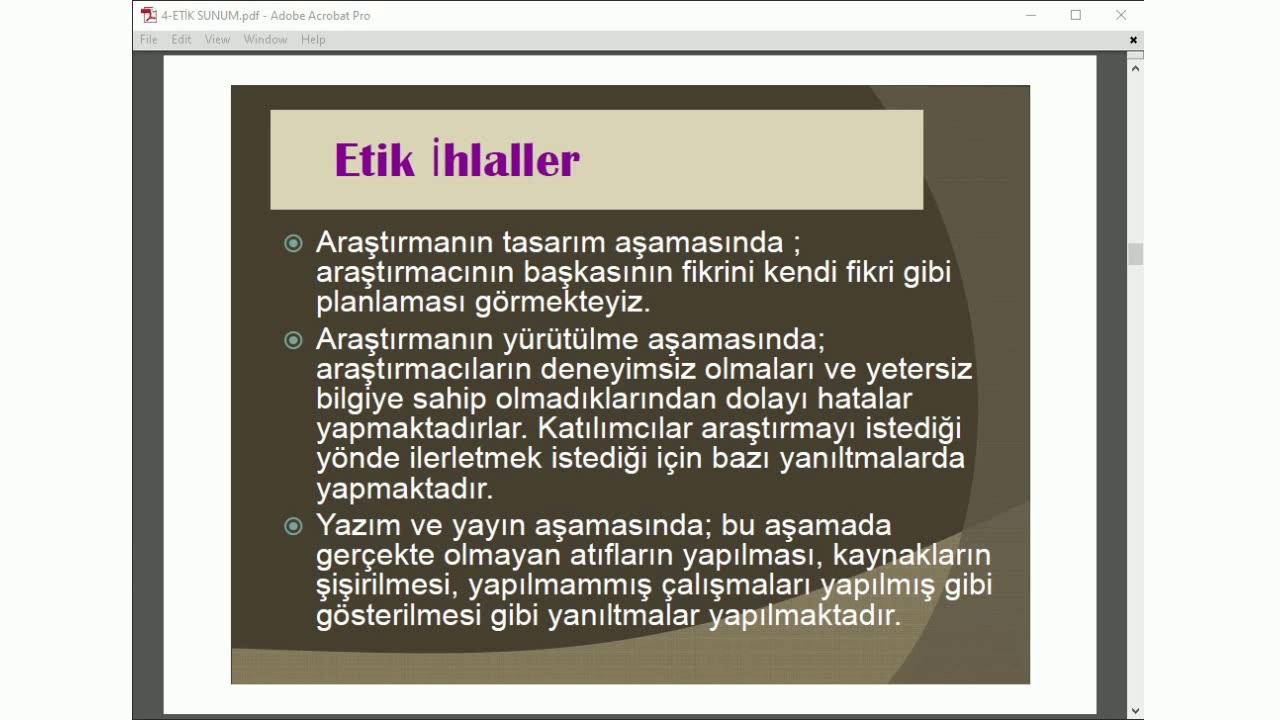 4-ETİK SUNUM.pdf - Adobe Acrobat Pro
File Edit View Window Help
Etik İhlaller
Araştırmanın tasarım aşamasında ;
araştırmacının başkasının fikrini kendi fikri gibi
planlaması görmekteyiz.
Araştırmanın yürütülme aşamasında;
araştırmacıların deneyimsiz olmaları ve yetersiz
bilgiye sahip olmadıklarından dolayı hatalar
yapmaktadırlar. Katılımcılar araştırmayı istediği
yönde ilerletmek istediği için bazı yanıltmalarda
yapmaktadır.
Yazım ve yayın aşamasında; bu aşamada
gerçekte olmayan atıfların yapılması, kaynakların
şişirilmesi, yapılmammış çalışmaları yapılmış gibi
gösterilmesi gibi yanıltmalar yapılmaktadır.